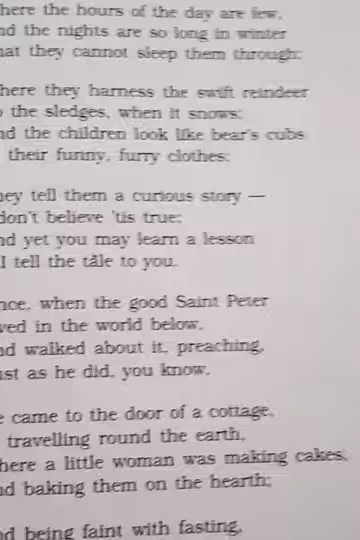 here the hours of the day are few,
nd the nights are so long in winter
hat they cannot sleep them through;
here they harness the swift reindeer
o the sledges, when it snows;
nd the children look like bear's cubs
their funny, furry clothes:
hey tell them a curious story —
don't believe 'tis true;
nd yet you may learn a lesson
I tell the tale to you.
nce, when the good Saint Peter
ved in the world below,
nd walked about it, preaching,
ust as he did, you know,
e came to the door of a cottage,
travelling round the earth,
here a little woman was making cakes,
nd baking them on the hearth;
nd being faint with fasting,